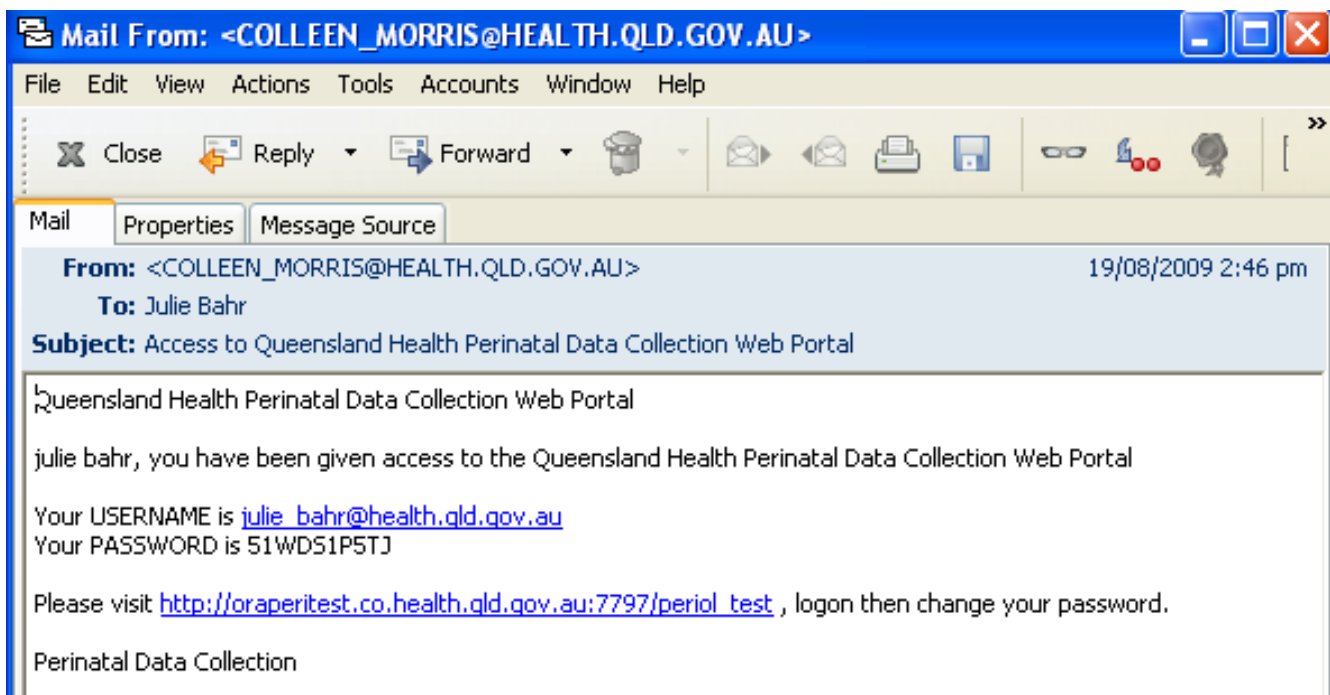 Mail From: <COLLEEN_MORRIS@HEALTH.QLD.GOV.AU>
File Edit View Actions Tools Accounts Window Help
Close Reply Forward
Mail Properties Message Source
From: <COLLEEN_MORRIS@HEALTH.QLD.GOV.AU> 19/08/2009 2:46 pm
To: Julie Bahr
Subject: Access to Queensland Health Perinatal Data Collection Web Portal
Queensland Health Perinatal Data Collection Web Portal
julie bahr, you have been given access to the Queensland Health Perinatal Data Collection Web Portal
Your USERNAME is julie_bahr@health.qld.gov.au
Your PASSWORD is 51WDS1P5TJ
Please visit http://oraperitest.co.health.qld.gov.au:7797/periol_test , logon then change your password.
Perinatal Data Collection